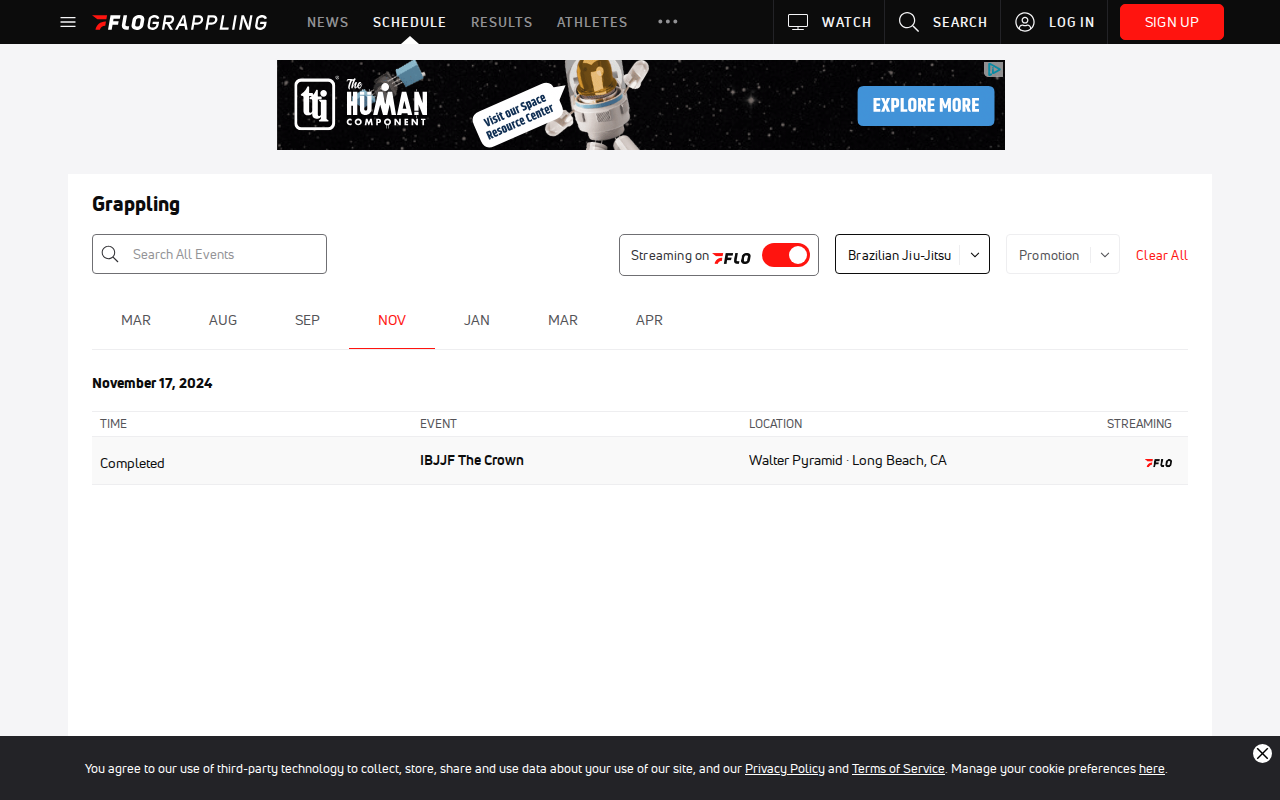 FLOGRAPPLING NEWS SCHEDULE RESULTS ATHLETES WATCH SEARCH LOG IN SIGN UP
tti The HUMAN COMPONENT Visit our Space Resource Center EXPLORE MORE
Grappling
Search All Events Streaming on FLO Brazilian Jiu-Jitsu Promotion Clear All
MAR AUG SEP NOV JAN MAR APR
November 17, 2024
TIME EVENT LOCATION STREAMING
Completed IBJJF The Crown Walter Pyramid · Long Beach, CA FLO
You agree to our use of third-party technology to collect, store, share and use data about your use of our site, and our Privacy Policy and Terms of Service. Manage your cookie preferences here.